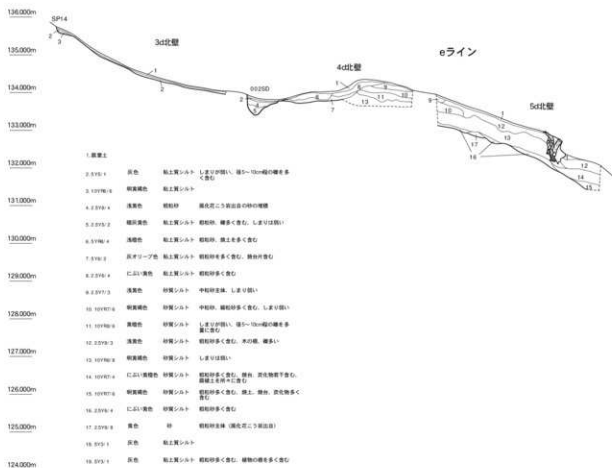 136.000m
SP14
2
3
3d北壁
1
2
135.000m
4d北壁
eライン
134.000m
002SD
5d北壁
133.000m
132.000m
131.000m
130.000m
129.000m
128.000m
127.000m
126.000m
125.000m
124.000m
1.表土
2.5Y5/1 灰色 粘土質シルト しまりが弱い、径5〜10cm程の礫を多
く含む
3.10YR6/6 明黄褐色 粘土質シルト
4.2.5Y8/4 浅黄色 粗粒砂 風化花こう岩出自の砂の堆積
5.2.5Y5/2 暗灰黄色 粘土質シルト 粗粒砂、礫多く含む、しまりは弱い
6.5YR8/4 浅橙色 粘土質シルト 粗粒砂、焼土を多く含む
7.5Y6/2 灰オリーブ色 粘土質シルト 粗粒砂を多く含む、焼台片含む
8.2.5Y6/4 にぶい黄色 粘土質シルト 粗粒砂多く含む
9.2.5Y7/3 浅黄色 砂質シルト 中粒砂主体、しまり弱い
10.10YR7/6 明黄褐色 砂質シルト 中粒砂、細粒砂多く含む、しまり弱い
11.10YR8/8 黄橙色 砂質シルト しまりが弱い、径5〜10cm程の礫を多
量に含む
12.2.5Y8/3 浅黄色 砂質シルト 粗粒砂多く含む、木の根、礫多い
13.10YR6/8 明黄褐色 砂質シルト しまりは弱い
14.10YR7/4 にぶい黄橙色 砂質シルト 粗粒砂多く含む、焼台、炭化物若干含む、
15.10YR7/6 明黄褐色 砂質シルト 粗粒砂多く含む、焼土、焼台、炭化物多く
含む
16.2.5Y6/4 にぶい黄色 砂質シルト 粗粒砂多く含む
17.2.5Y8/8 黄色 砂 粗粒砂主体（風化花こう岩出自）
18.5Y5/1 灰色 粘土質シルト
19.5Y5/1 灰色 粘土質シルト 粗粒砂多く含む、植物の根を多く含む